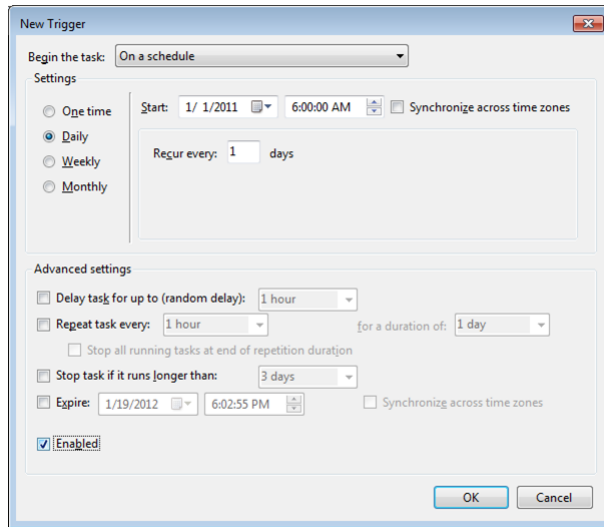 New Trigger
Begin the task: On a schedule
Settings
One time
Start: 1/ 1/2011 6:00:00 AM Synchronize across time zones
Daily
Recur every: 1 days
Weekly
Monthly
Advanced settings
Delay task for up to (random delay): 1 hour
Repeat task every: 1 hour for a duration of: 1 day
Stop all running tasks at end of repetition duration
Stop task if it runs longer than: 3 days
Expire: 1/19/2012 6:02:55 PM Synchronize across time zones
Enabled
OK Cancel